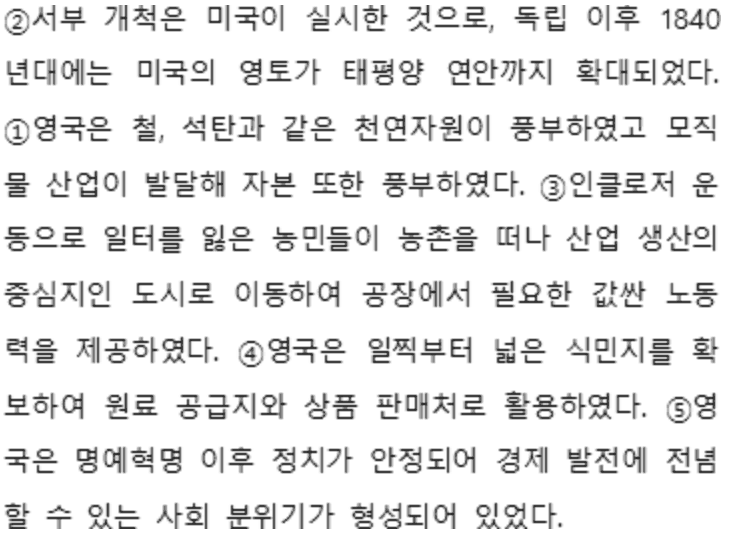 ②서부 개척은 미국이 실시한 것으로, 독립 이후 1840
년대에는 미국의 영토가 태평양 연안까지 확대되었다.
①영국은 철, 석탄과 같은 천연자원이 풍부하였고 모직
물 산업이 발달해 자본 또한 풍부하였다. ③인클로저 운
동으로 일터를 잃은 농민들이 농촌을 떠나 산업 생산의
중심지인 도시로 이동하여 공장에서 필요한 값싼 노동
력을 제공하였다. ④영국은 일찍부터 넓은 식민지를 확
보하여 원료 공급지와 상품 판매처로 활용하였다. ⑤영
국은 명예혁명 이후 정치가 안정되어 경제 발전에 전념
할 수 있는 사회 분위기가 형성되어 있었다.